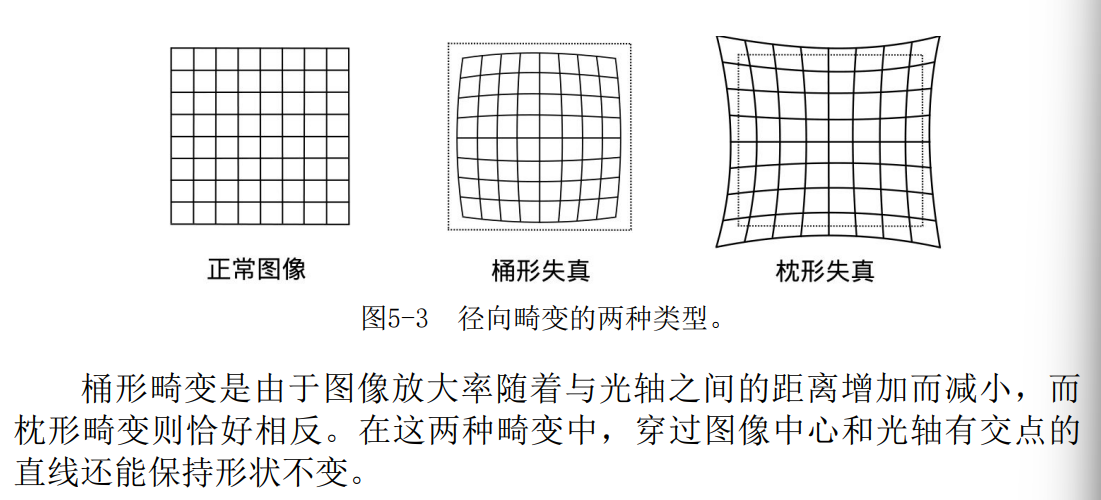 正常图像
桶形失真
枕形失真
图5-3 径向畸变的两种类型。
桶形畸变是由于图像放大率随着与光轴之间的距离增加而减小，而
枕形畸变则恰好相反。在这两种畸变中，穿过图像中心和光轴有交点的
直线还能保持形状不变。